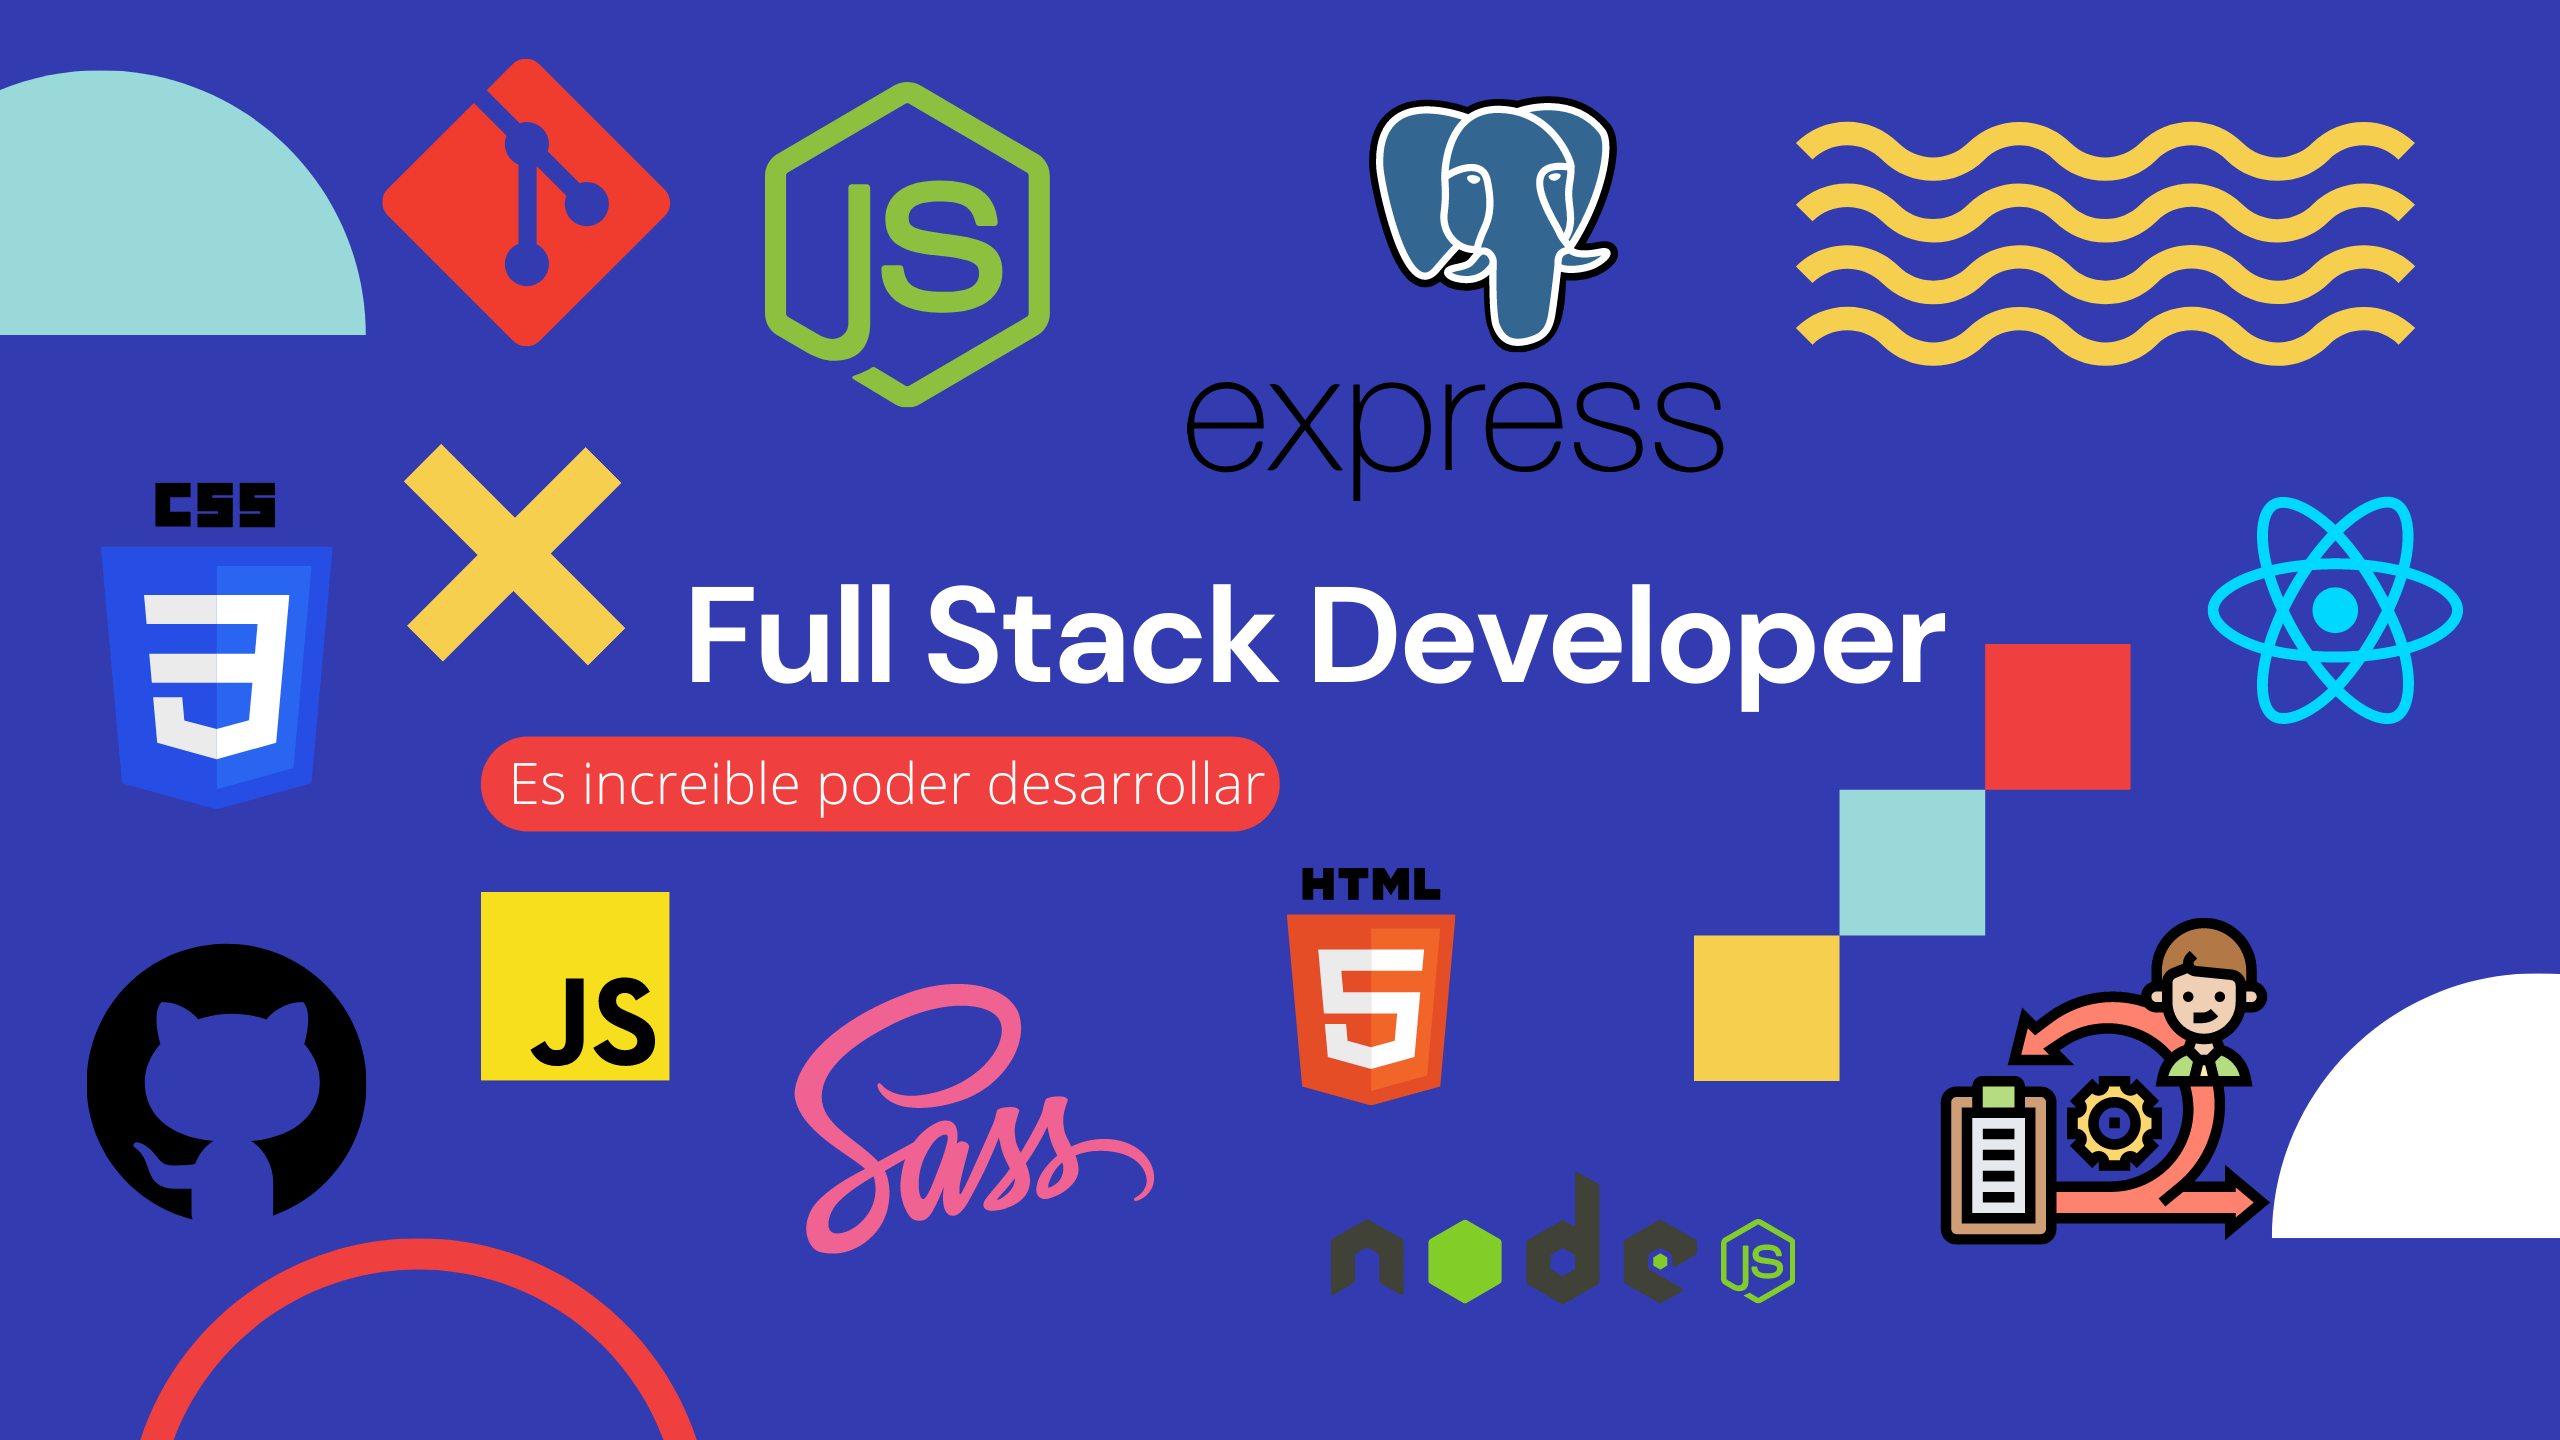 JS
express
CSS
Full Stack Developer
Es increible poder desarrollar
HTML
JS
Sass
node
JS